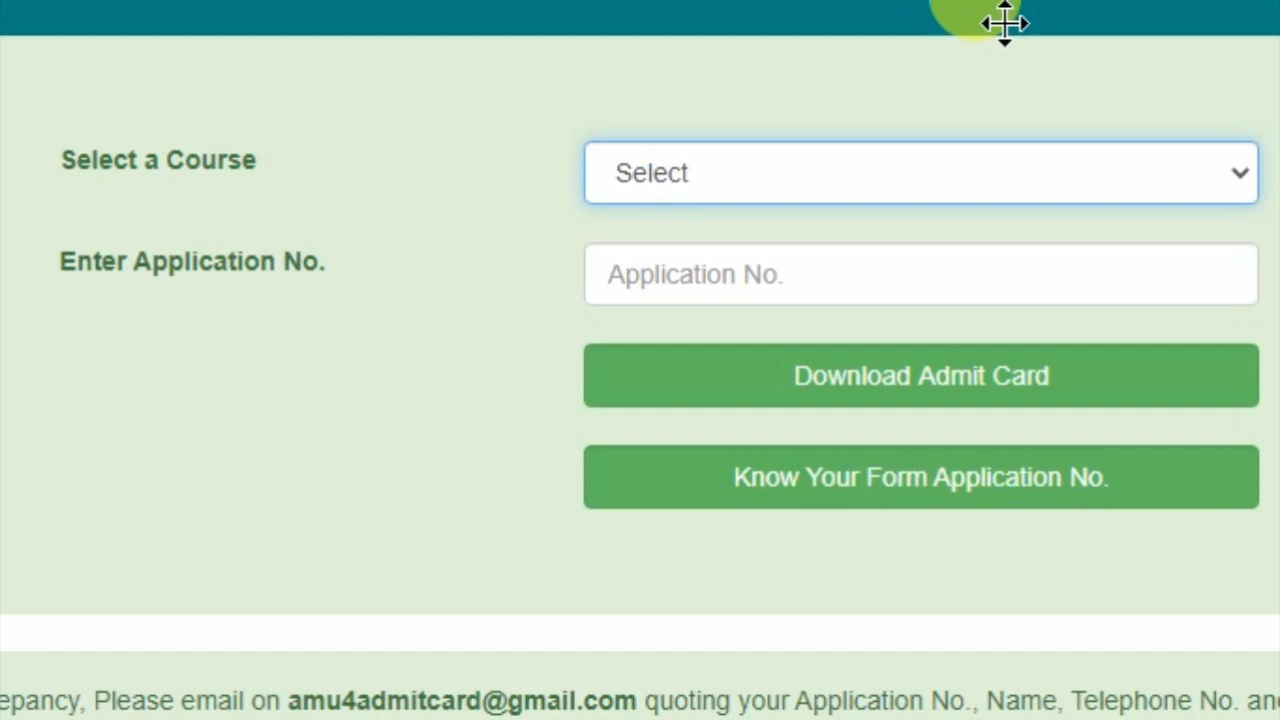 Select a Course
Select
Enter Application No.
Application No.
Download Admit Card
Know Your Form Application No.
epancy, Please email on amu4admitcard@gmail.com quoting your Application No., Name, Telephone No. and